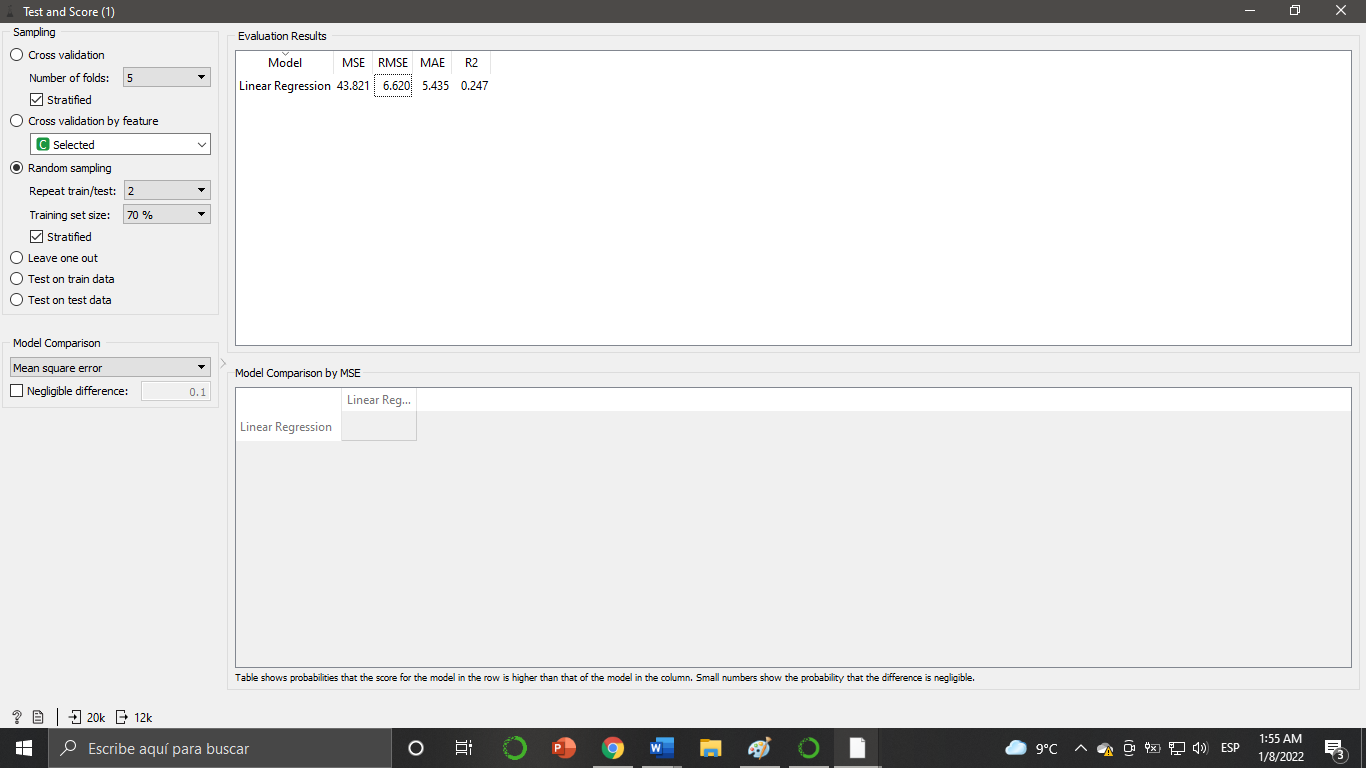 Test and Score (1)
Sampling
Cross validation
Number of folds: 5
Stratified
Cross validation by feature
C Selected
Random sampling
Repeat train/test: 2
Training set size: 70 %
Stratified
Leave one out
Test on train data
Test on test data
Model Comparison
Mean square error
Negligible difference: 0.1
Evaluation Results
Model MSE RMSE MAE R2
Linear Regression 43.821 6.620 5.435 0.247
Model Comparison by MSE
Linear Reg...
Linear Regression
Table shows probabilities that the score for the model in the row is higher than that of the model in the column. Small numbers show the probability that the difference is negligible.
? 20k 12k
Escribe aquí para buscar
9°C
ESP
1:55 AM
1/8/2022
3